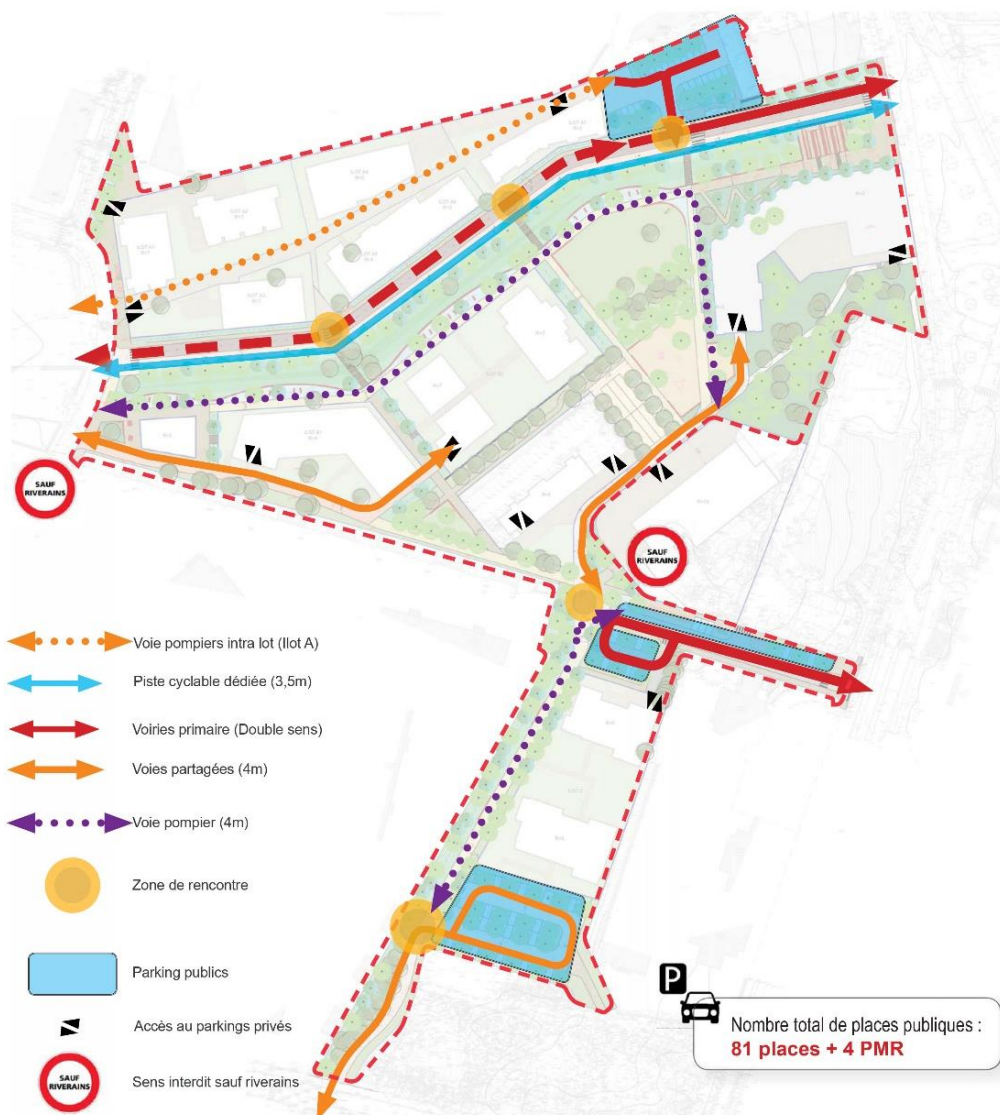 SAUF
RIVERAINS
SAUF
RIVERAINS
Voie pompiers intra lot (Ilot A)
Piste cyclable dédiée (3,5m)
Voiries primaire (Double sens)
Voies partagées (4m)
Voie pompier (4m)
Zone de rencontre
Parking publics
Accès au parkings privés
SAUF
RIVERAINS
Sens interdit sauf riverains
P
Nombre total de places publiques :
81 places + 4 PMR